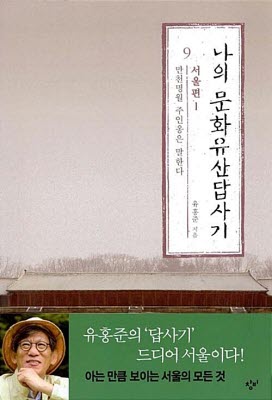 나의 문화유산답사기
9
서울편 1
만천명월 주인옹은 말한다
유홍준 지음
유홍준의 ‘답사기’
드디어 서울이다!
아는 만큼 보이는 서울의 모든 것
창비